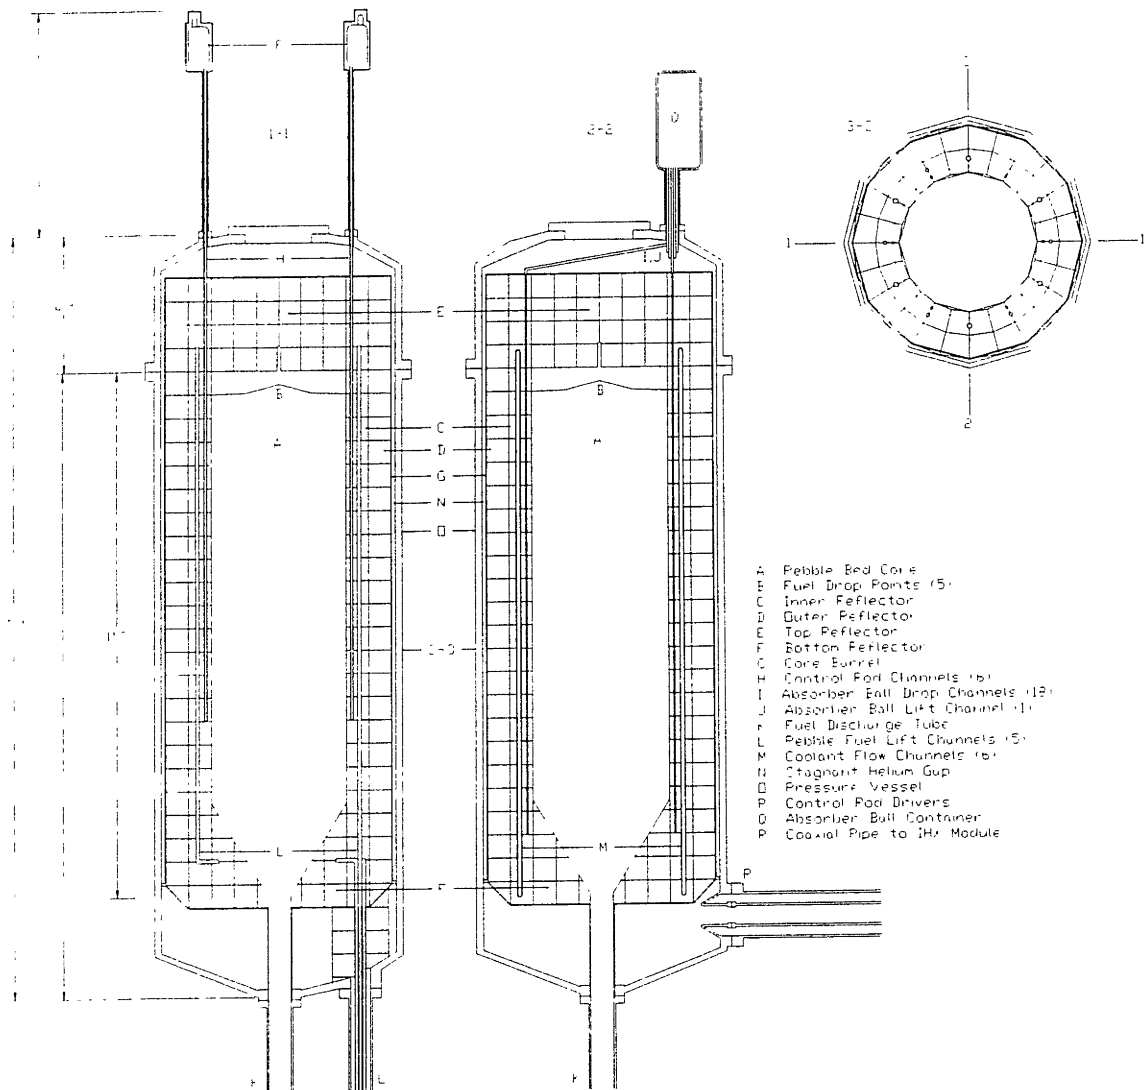 1-1
2-2
H
I,J
E
B
B
A
A
C
D
G
N
O
L
M
P
K
L
K
1
1
2
A Pebble Bed Core
Fuel Drop Points (5)
C Inner Reflector
D Outer Reflector
E Top Reflector
F Bottom Reflector
Core Barrel
H Control Rod Channels (6)
I Absorber Ball Drop Channels (18)
J Absorber Ball Lift Channel (1)
Fuel Discharge Tube
L Pebble Fuel Lift Channels (5)
M Coolant Flow Channels (6)
N Stagnant Helium Gap
O Pressure Vessel
P Control Rod Drivers
Q Absorber Ball Container
Coaxial Pipe to IHX Module